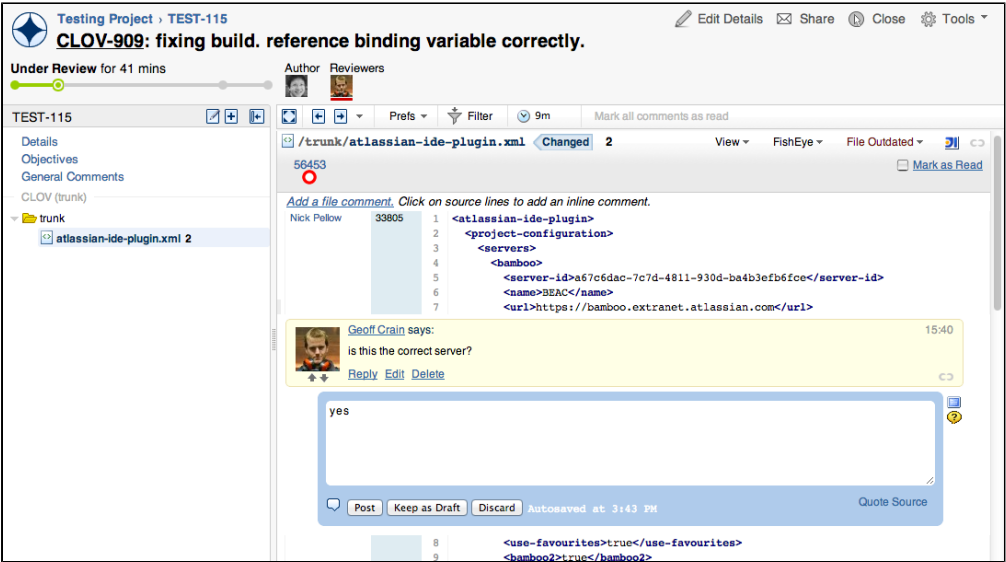 Testing Project › TEST-115
Edit Details Share Close Tools
CLOV-909: fixing build. reference binding variable correctly.
Under Review for 41 mins
Author Reviewers
TEST-115
Prefs Filter 9m Mark all comments as read
Details
Objectives
General Comments
CLOV (trunk)
trunk
atlassian-ide-plugin.xml 2
/trunk/atlassian-ide-plugin.xml Changed 2 View FishEye File Outdated
56453
Mark as Read
Add a file comment. Click on source lines to add an inline comment.
Nick Pellow 33805 1 <atlassian-ide-plugin>
2 <project-configuration>
3 <servers>
4 <bamboo>
5 <server-id>a67c6dac-7c7d-4811-930d-ba4b3efb6fce</server-id>
6 <name>BEAC</name>
7 <url>https://bamboo.extranet.atlassian.com</url>
Geoff Crain says: 15:40
is this the correct server?
Reply Edit Delete
yes
Post Keep as Draft Discard Autosaved at 3:43 PM Quote Source
8 <use-favourites>true</use-favourites>
9 <bamboo2>true</bamboo2>